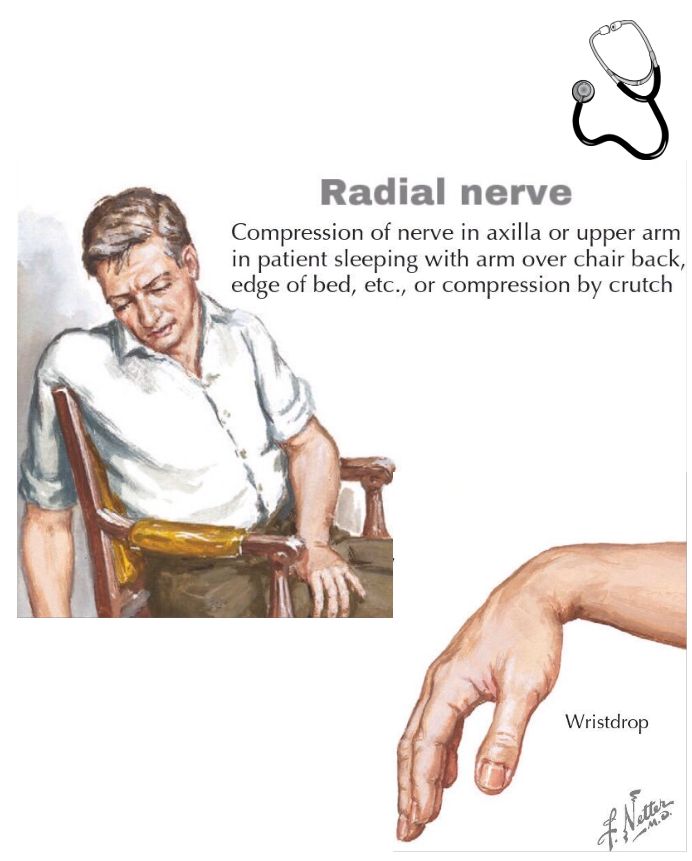 Radial nerve
Compression of nerve in axilla or upper arm
in patient sleeping with arm over chair back,
edge of bed, etc., or compression by crutch
Wristdrop
F. Netter
M.D.